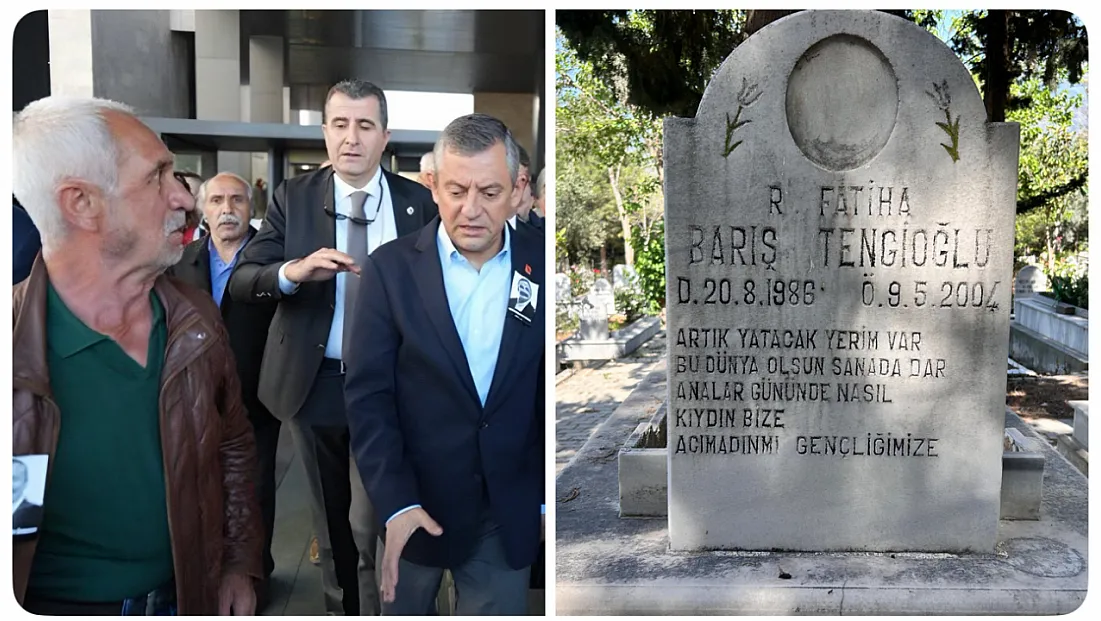 R. FATİHA
BARIŞ TENGİOĞLU
D.20.8.1986 Ö.9.5.2004
ARTIK YATACAK YERİM VAR
BU DÜNYA OLSUN SANADA DAR
ANALAR GÜNÜNDE NASIL
KIYDIN BİZE
ACIMADINMI GENÇLİĞİMİZE